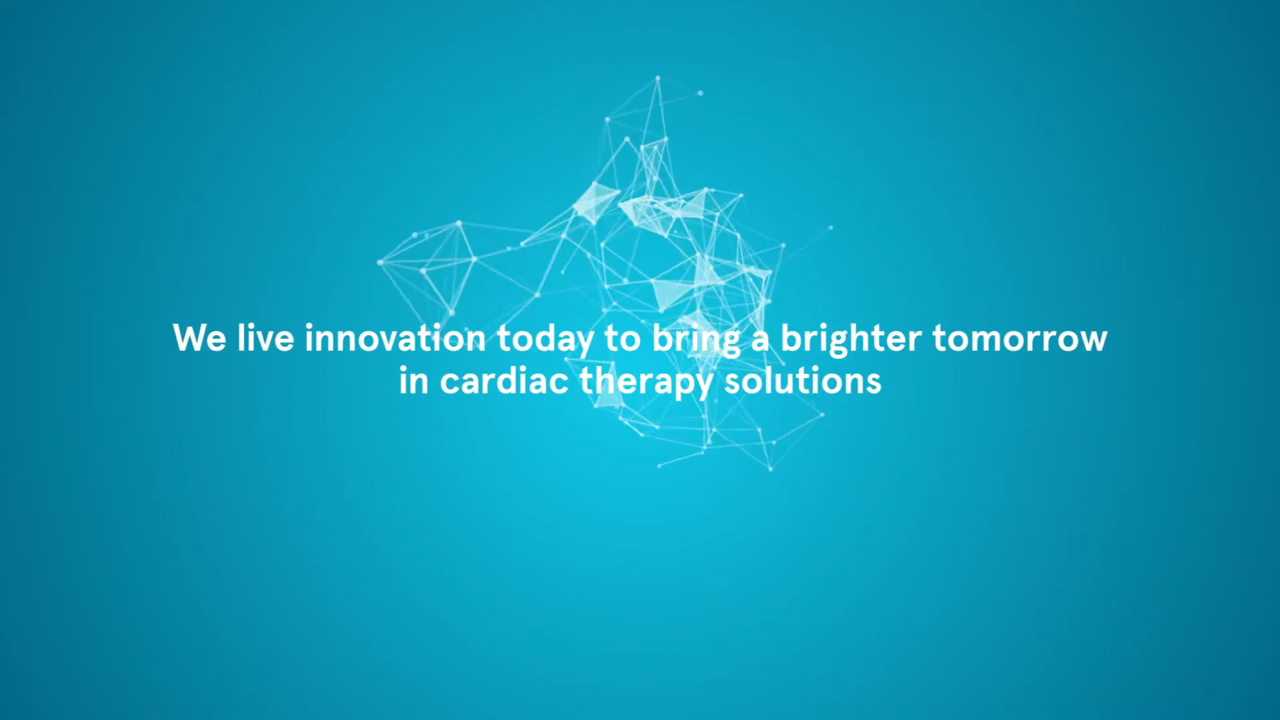 We live innovation today to bring a brighter tomorrow
in cardiac therapy solutions